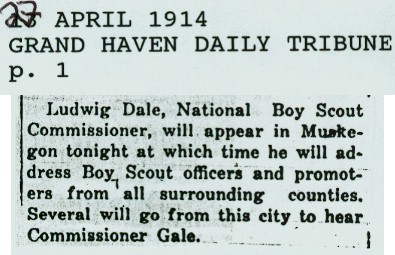 27 APRIL 1914
GRAND HAVEN DAILY TRIBUNE
p. 1
Ludwig Dale, National Boy Scout
Commissioner, will appear in Muske-
gon tonight at which time he will ad-
dress Boy Scout officers and promot-
ers from all surrounding counties.
Several will go from this city to hear
Commissioner Gale.